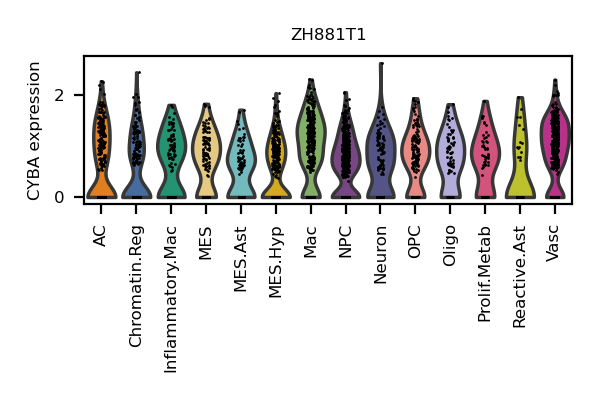 ZH881T1
CYBA expression
2
0
AC
Chromatin.Reg
Inflammatory.Mac
MES
MES.Ast
MES.Hyp
Mac
NPC
Neuron
OPC
Oligo
Prolif.Metab
Reactive.Ast
Vasc